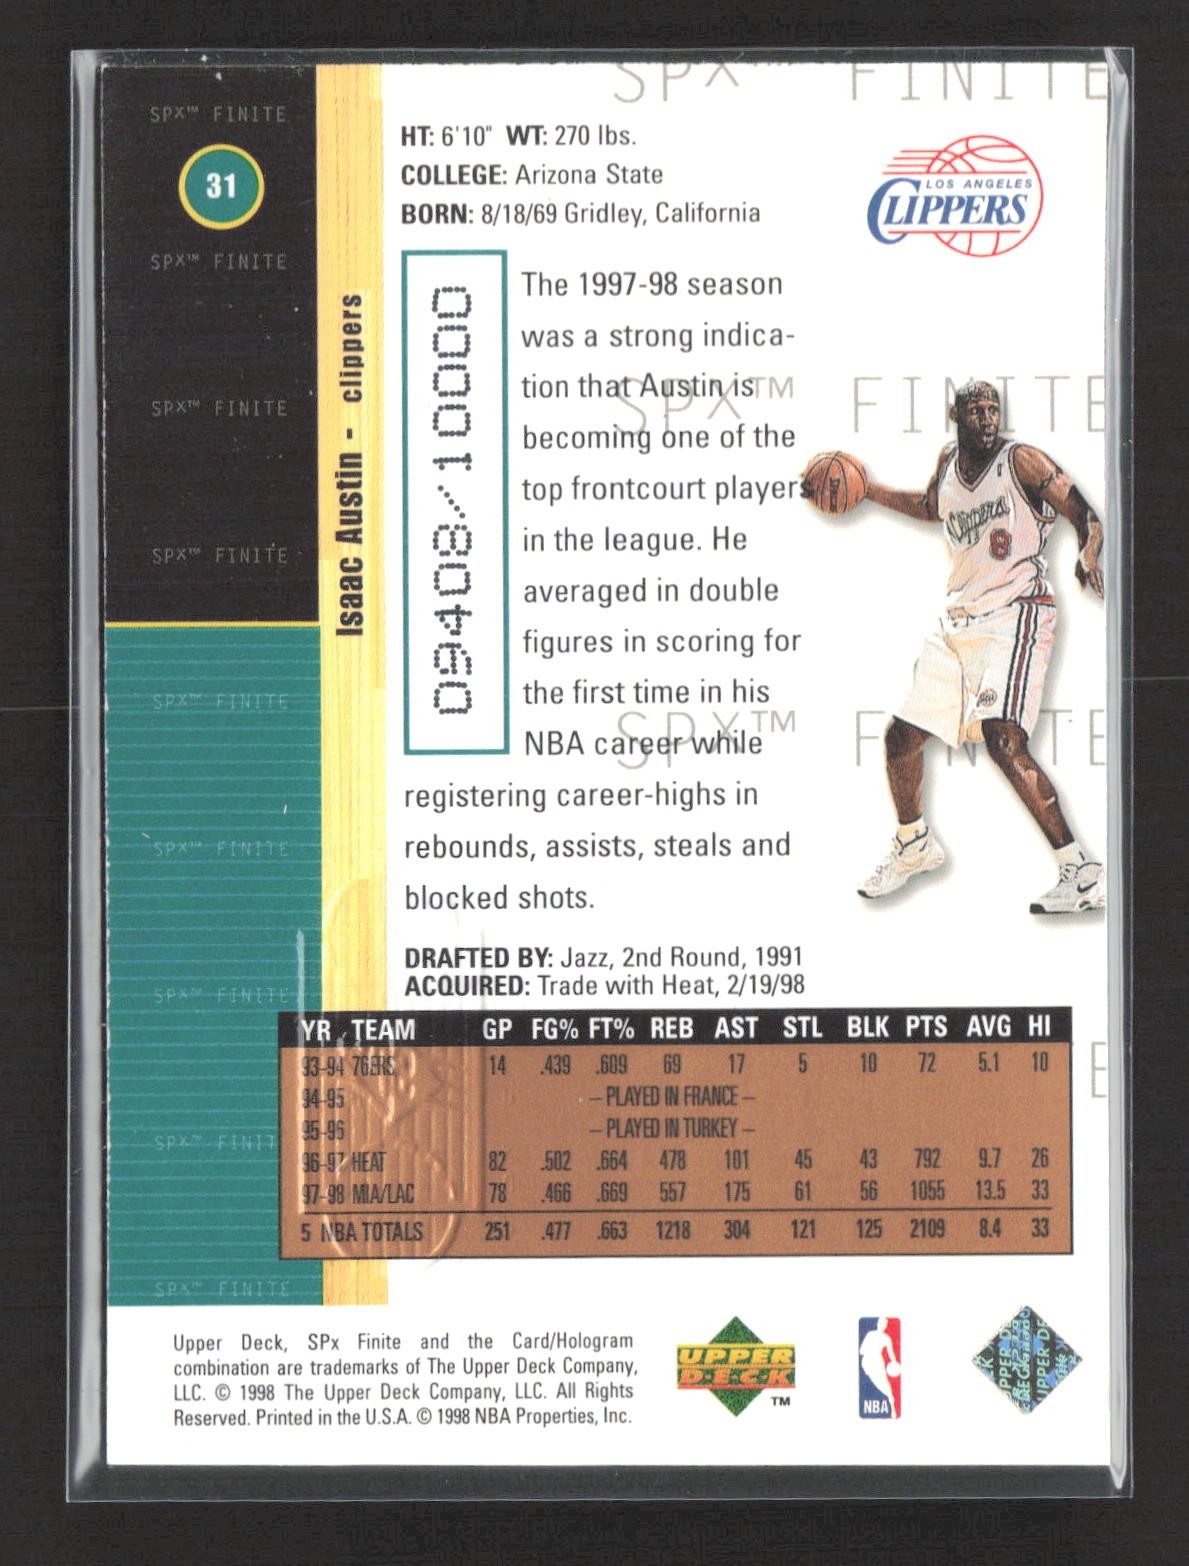 SPx™ FINITE
SPx™ FINITE
31
HT: 6'10" WT: 270 lbs.
COLLEGE: Arizona State
BORN: 8/18/69 Gridley, California
LOS ANGELES
CLIPPERS
SPx™ FINITE
SPx™ FINITE
SPx™ FINITE
SPx™ FINITE
SPx™ FINITE
SPx™ FINITE
SPx™ FINITE
SPx™ FINIT
SPx™ FINITE
Isaac Austin - clippers
09408/10000
The 1997-98 season
was a strong indica-
tion that Austin is
becoming one of the
top frontcourt players
in the league. He
averaged in double
figures in scoring for
the first time in his
NBA career while
registering career-highs in
rebounds, assists, steals and
blocked shots.
SPx™ FINITE
SPx™ FINITE
Clippers
8
DRAFTED BY: Jazz, 2nd Round, 1991
ACQUIRED: Trade with Heat, 2/19/98
YR TEAM GP FG% FT% REB AST STL BLK PTS AVG HI
93-94 76ERS 14 .439 .609 69 17 5 10 72 5.1 10
94-95 – PLAYED IN FRANCE –
95-96 – PLAYED IN TURKEY –
96-97 HEAT 82 .502 .664 478 101 45 43 792 9.7 26
97-98 MIA/LAC 78 .466 .669 557 175 61 56 1055 13.5 33
5 NBA TOTALS 251 .477 .663 1218 304 121 125 2109 8.4 33
Upper Deck, SPx Finite and the Card/Hologram
combination are trademarks of The Upper Deck Company,
LLC. © 1998 The Upper Deck Company, LLC. All Rights
Reserved. Printed in the U.S.A. © 1998 NBA Properties, Inc.
UPPER
DECK
™
NBA